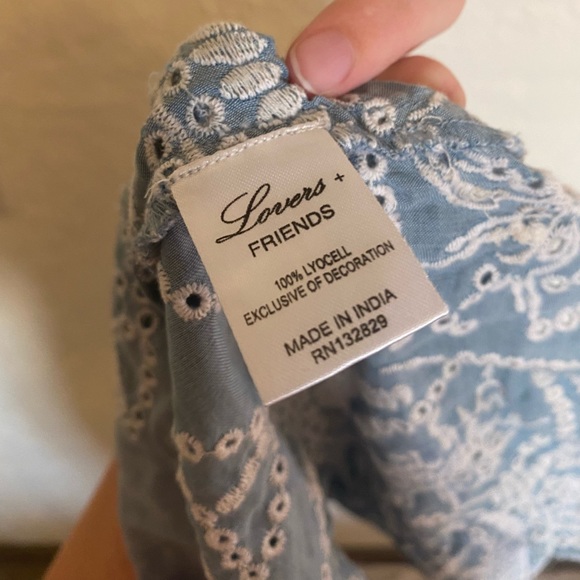 Lovers +
FRIENDS
100% LYOCELL
EXCLUSIVE OF DECORATION
MADE IN INDIA
RN132829